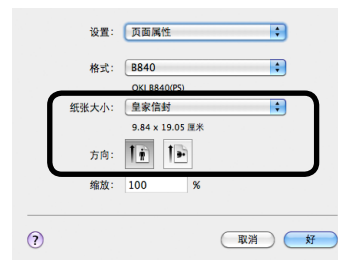 设置: 页面属性
格式: B840
OKI B840(PS)
纸张大小: 皇家信封
9.84 x 19.05 厘米
方向:
缩放: 100 %
? 取消 好